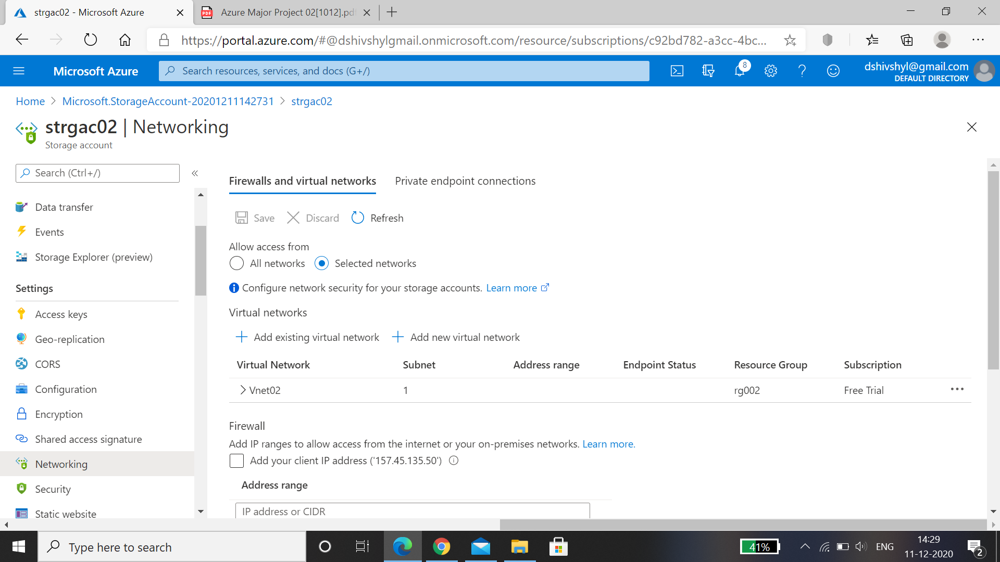 strgac02 - Microsoft Azure
Azure Major Project 02[1012].pdf
https://portal.azure.com/#@dshivshylgmail.onmicrosoft.com/resource/subscriptions/c92bd782-a3cc-4bc...
Microsoft Azure
Search resources, services, and docs (G+/)
8
dshivshyl@gmail.com
DEFAULT DIRECTORY
Home > Microsoft.StorageAccount-20201211142731 > strgac02
strgac02 | Networking
Storage account
Search (Ctrl+/)
Data transfer
Events
Storage Explorer (preview)
Settings
Access keys
Geo-replication
CORS
Configuration
Encryption
Shared access signature
Networking
Security
Static website
Firewalls and virtual networks Private endpoint connections
Save Discard Refresh
Allow access from
All networks Selected networks
Configure network security for your storage accounts. Learn more
Virtual networks
Add existing virtual network Add new virtual network
Virtual Network Subnet Address range Endpoint Status Resource Group Subscription
Vnet02 1 rg002 Free Trial
Firewall
Add IP ranges to allow access from the internet or your on-premises networks. Learn more.
Add your client IP address ('157.45.135.50')
Address range
IP address or CIDR
Type here to search
41%
ENG
14:29
11-12-2020
2